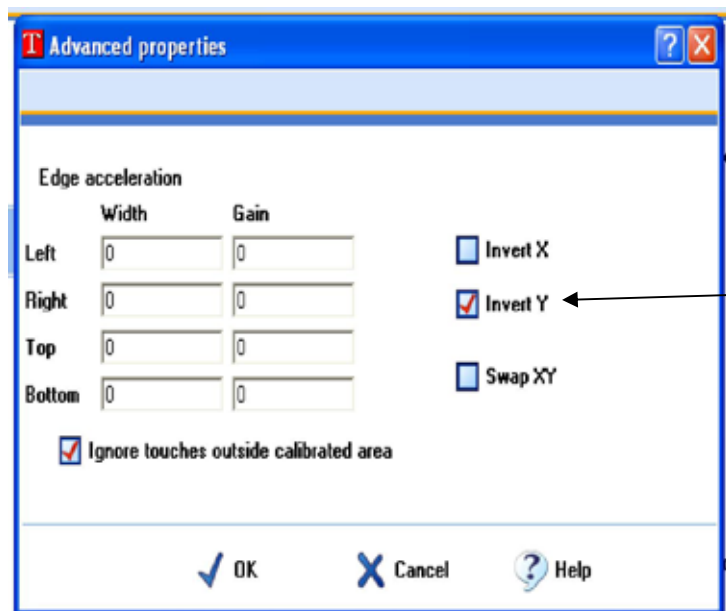 T Advanced properties ? X
Edge acceleration
Width Gain
Left 0 0 Invert X
Right 0 0 Invert Y
Top 0 0
Bottom 0 0 Swap XY
Ignore touches outside calibrated area
OK Cancel ? Help